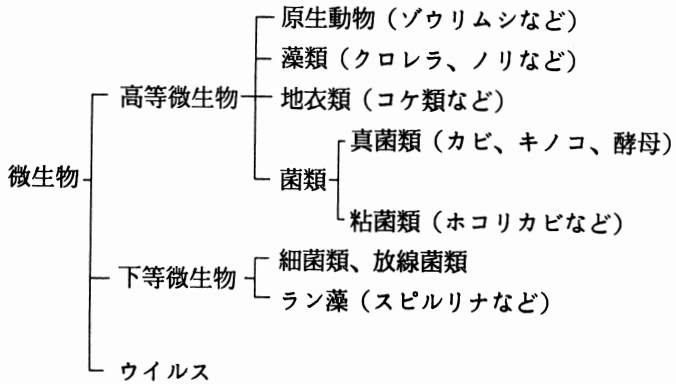 原生動物（ゾウリムシなど）
藻類（クロレラ、ノリなど）
高等微生物
地衣類（コケ類など）
真菌類（カビ、キノコ、酵母）
微生物
菌類
粘菌類（ホコリカビなど）
細菌類、放線菌類
下等微生物
ラン藻（スピルリナなど）
ウイルス